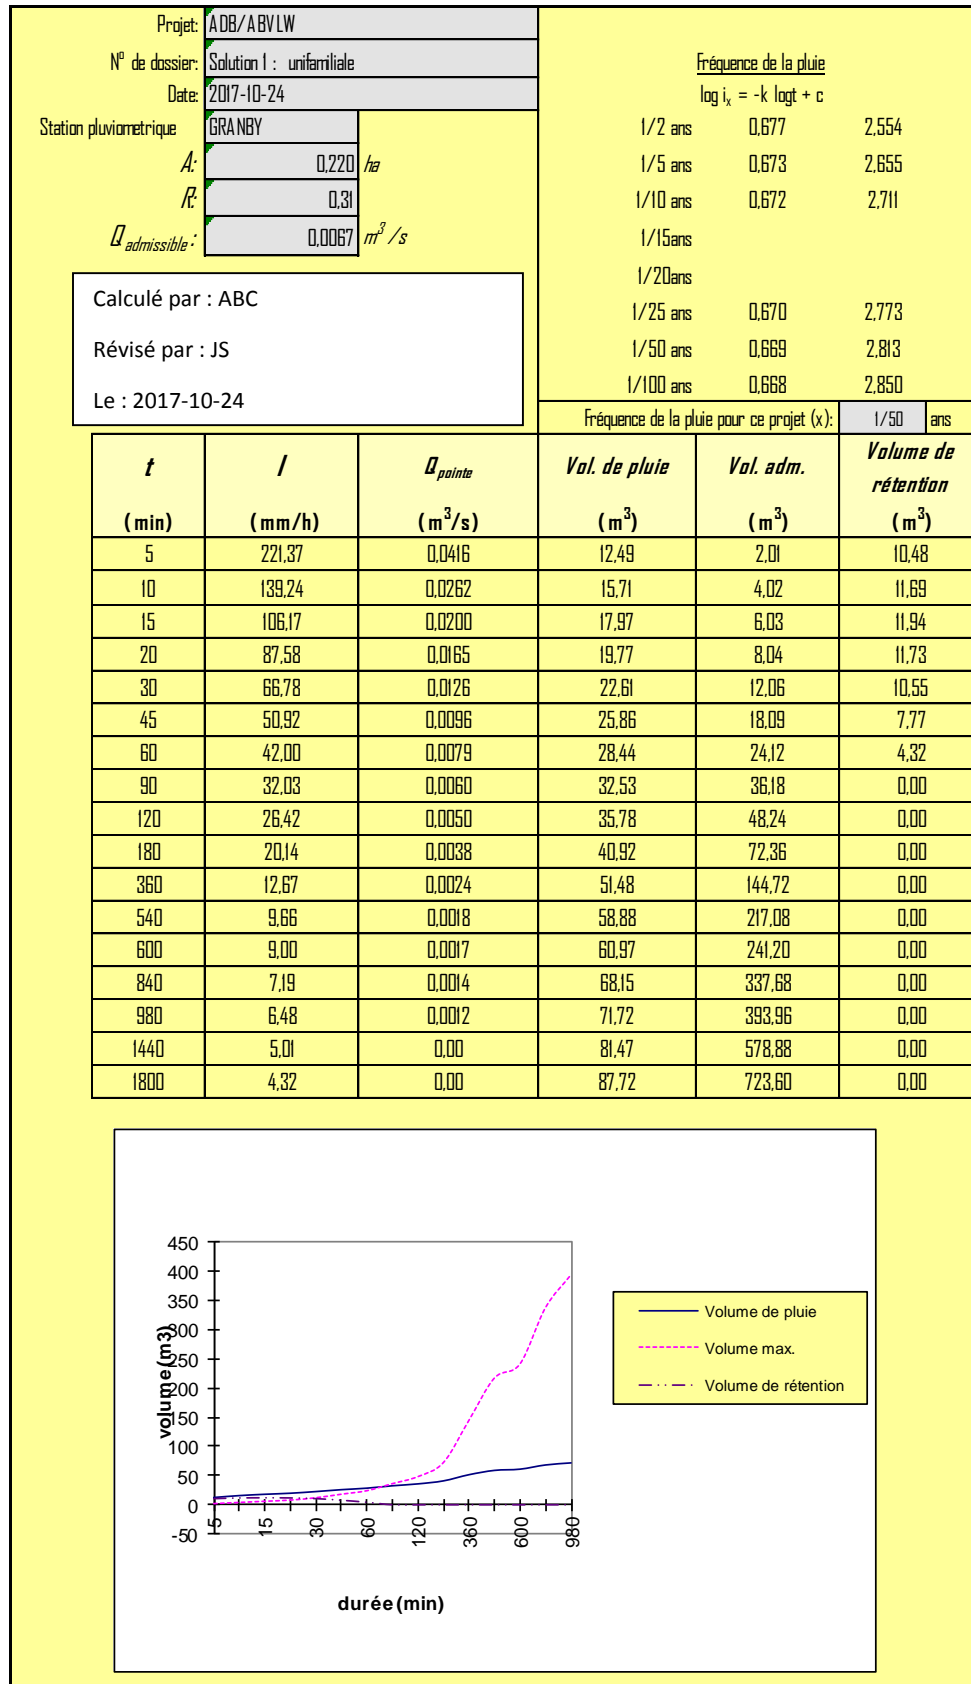 Projet: ADB/ABVLW
N° de dossier: Solution 1 : unifamiliale
Date: 2017-10-24
Station pluviometrique GRANBY
A: 0,220 ha
R: 0,31
Q admissible : 0,0067 m³/s
Fréquence de la pluie
log iₓ = -k logt + c
1/2 ans 0,677 2,554
1/5 ans 0,673 2,655
1/10 ans 0,672 2,711
1/15ans
1/20ans
1/25 ans 0,670 2,773
1/50 ans 0,669 2,813
1/100 ans 0,668 2,850
Fréquence de la pluie pour ce projet (x): 1/50 ans
Calculé par : ABC
Révisé par : JS
Le : 2017-10-24
t I Q pointe Vol. de pluie Vol. adm. Volume de rétention
(min) (mm/h) (m³/s) (m³) (m³) (m³)
5 221,37 0,0416 12,49 2,01 10,48
10 139,24 0,0262 15,71 4,02 11,69
15 106,17 0,0200 17,97 6,03 11,94
20 87,58 0,0165 19,77 8,04 11,73
30 66,78 0,0126 22,61 12,06 10,55
45 50,92 0,0096 25,86 18,09 7,77
60 42,00 0,0079 28,44 24,12 4,32
90 32,03 0,0060 32,53 36,18 0,00
120 26,42 0,0050 35,78 48,24 0,00
180 20,14 0,0038 40,92 72,36 0,00
360 12,67 0,0024 51,48 144,72 0,00
540 9,66 0,0018 58,88 217,08 0,00
600 9,00 0,0017 60,97 241,20 0,00
840 7,19 0,0014 68,15 337,68 0,00
980 6,48 0,0012 71,72 393,96 0,00
1440 5,01 0,00 81,47 578,88 0,00
1800 4,32 0,00 87,72 723,60 0,00
450
400
350
300
250
200
150
100
50
0
-50
volume (m3)
5 15 30 60 120 360 600 980
durée (min)
Volume de pluie
Volume max.
Volume de rétention